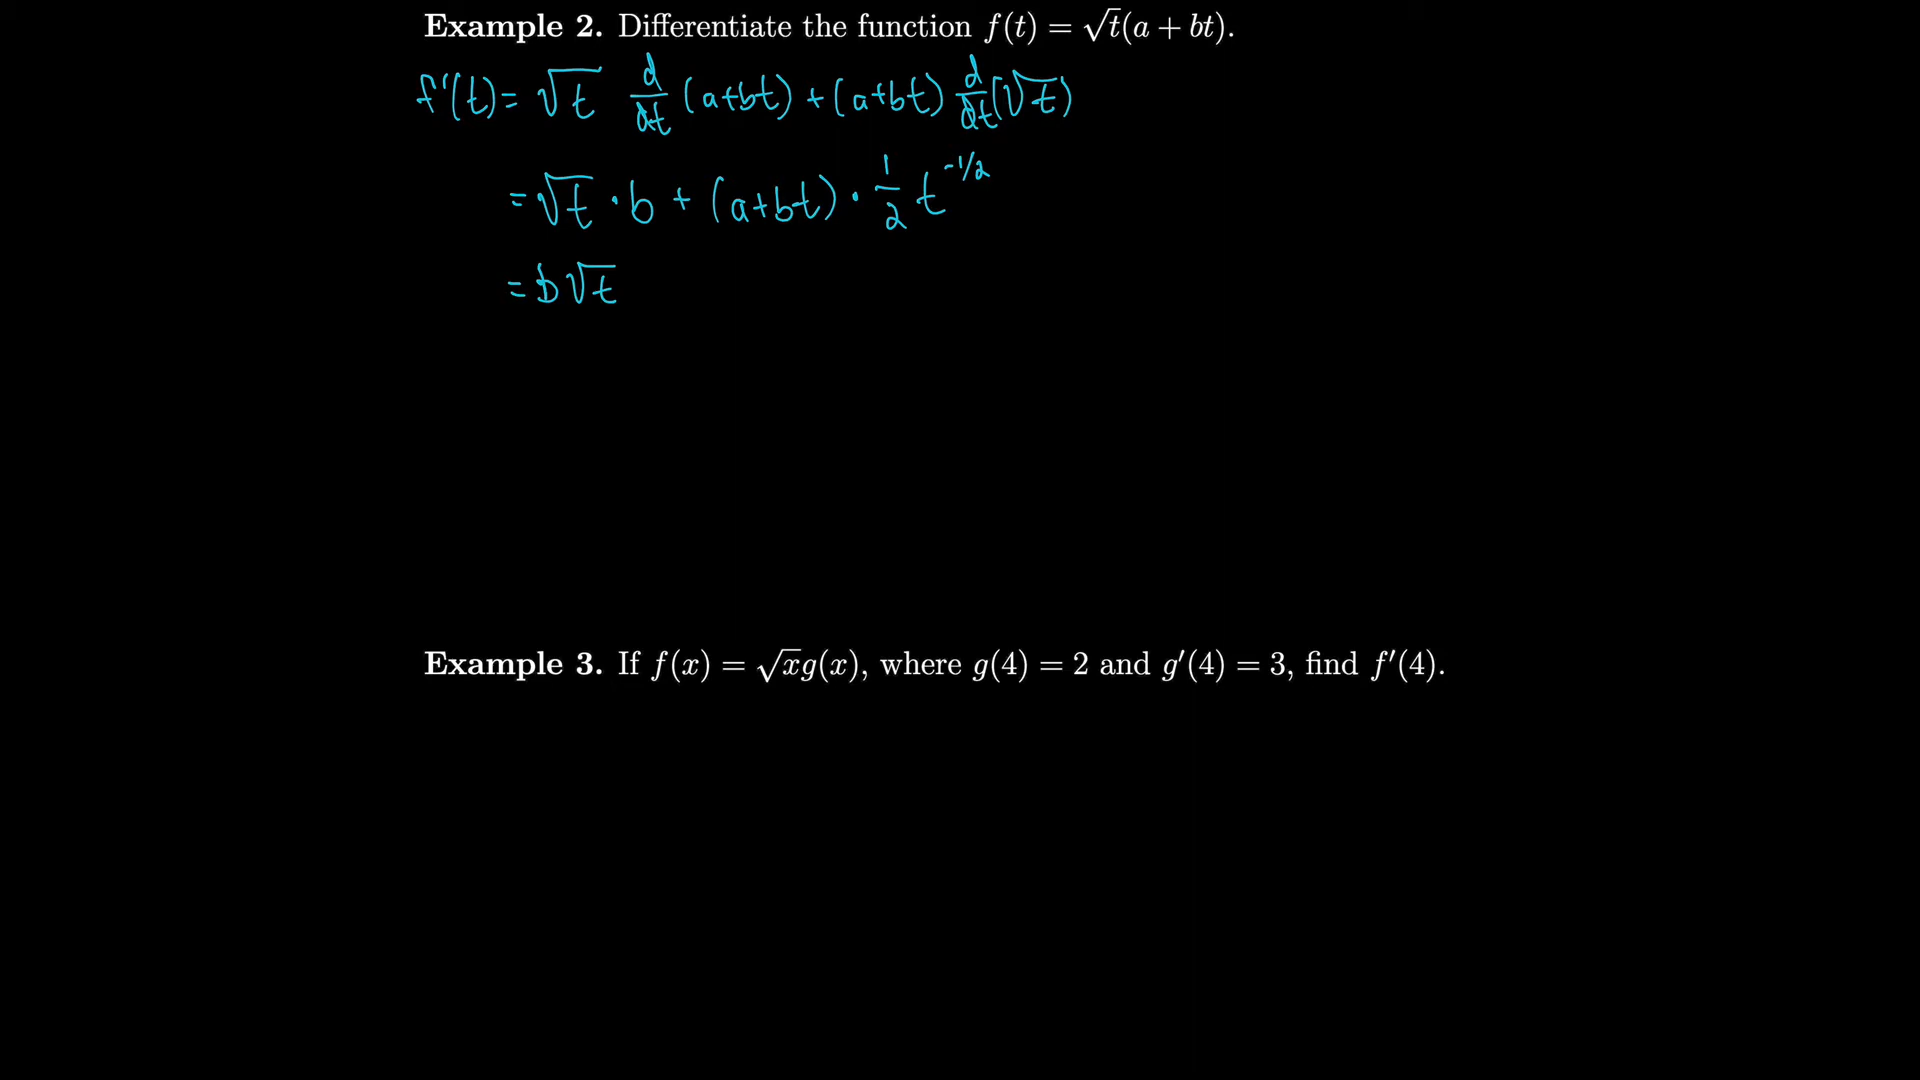 Example 2. Differentiate the function f(t) = √t(a + bt).
f'(t) = √t d/dt (a+bt) + (a+bt) d/dt (√t)
= √t · b + (a+bt) · 1/2 t^-1/2
= b√t
Example 3. If f(x) = √xg(x), where g(4) = 2 and g′(4) = 3, find f′(4).